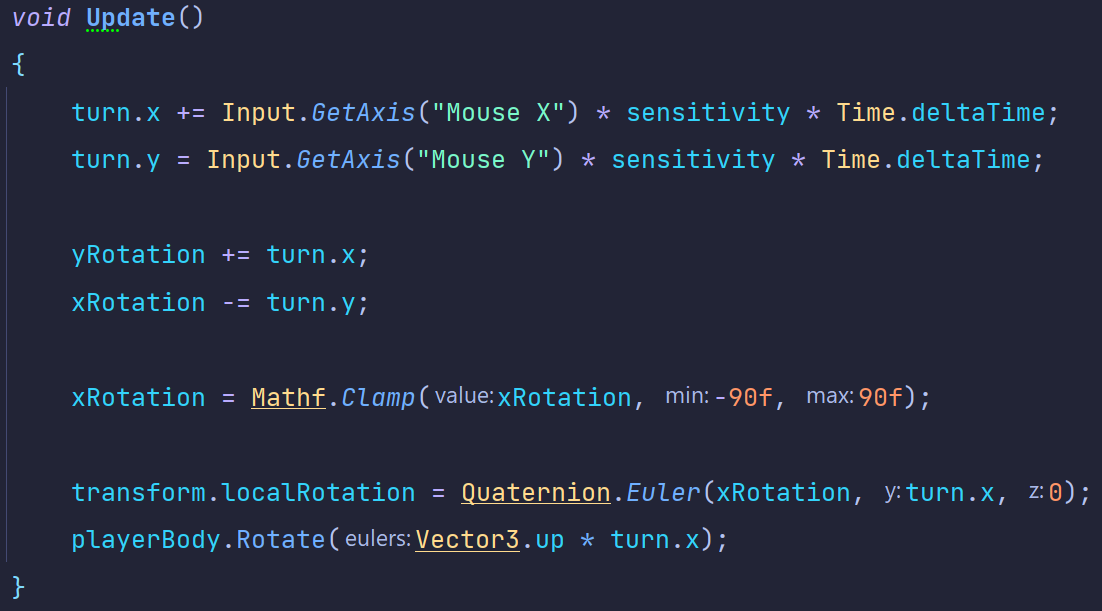 void Update()
{
turn.x += Input.GetAxis("Mouse X") * sensitivity * Time.deltaTime;
turn.y = Input.GetAxis("Mouse Y") * sensitivity * Time.deltaTime;
yRotation += turn.x;
xRotation -= turn.y;
xRotation = Mathf.Clamp(value:xRotation, min:-90f, max:90f);
transform.localRotation = Quaternion.Euler(xRotation, y:turn.x, z:0);
playerBody.Rotate(eulers:Vector3.up * turn.x);
}